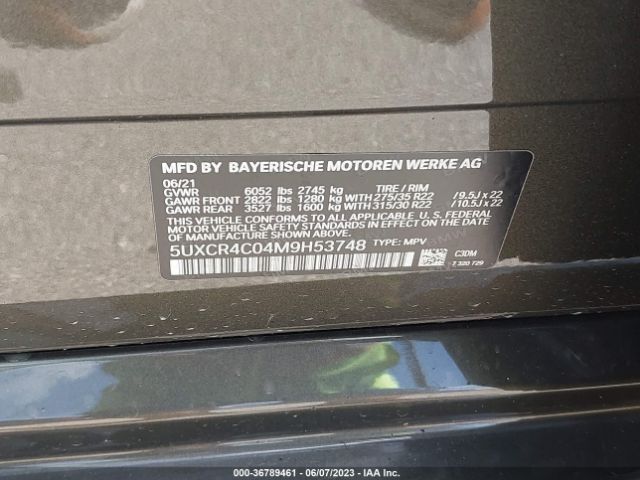 MFD BY BAYERISCHE MOTOREN WERKE AG
06/21
GVWR 6052 lbs 2745 kg TIRE / RIM
GAWR FRONT 2822 lbs 1280 kg WITH 275/35 R22 / 9.5J x 22
GAWR REAR 3527 lbs 1600 kg WITH 315/30 R22 / 10.5J x 22
THIS VEHICLE CONFORMS TO ALL APPLICABLE U.S. FEDERAL
MOTOR VEHICLE SAFETY STANDARDS IN EFFECT ON THE
DATE OF MANUFACTURE SHOWN ABOVE.
5UXCR4C04M9H53748 TYPE: MPV
C3DM
T 320 729
000-36789461 - 06/07/2023 - IAA Inc.